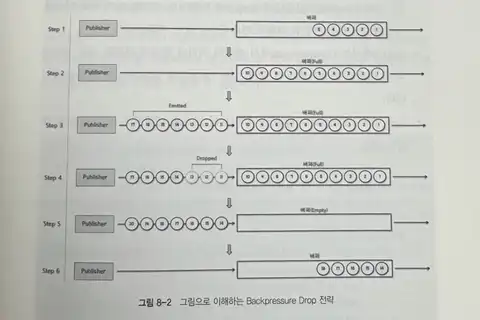 버퍼
Step 1 Publisher 5 4 3 2 1
버퍼(Full)
Step 2 Publisher 10 9 8 7 6 5 4 3 2 1
Emitted 버퍼(Full)
Step 3 Publisher 17 16 15 14 13 12 11 10 9 8 7 6 5 4 3 2 1
Dropped 버퍼(Full)
Step 4 Publisher 17 16 15 14 13 12 11 10 9 8 7 6 5 4 3 2 1
버퍼(Empty)
Step 5 Publisher 20 19 18 17 16 15 14
버퍼
Step 6 Publisher 18 17 16 15 14
그림 8-2 그림으로 이해하는 Backpressure Drop 전략